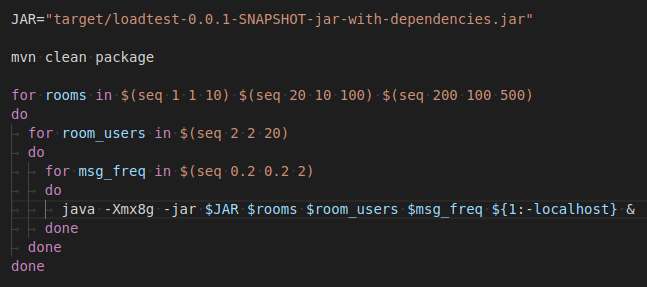 JAR="target/loadtest-0.0.1-SNAPSHOT-jar-with-dependencies.jar"

mvn clean package

for rooms in $(seq 1 1 10) $(seq 20 10 100) $(seq 200 100 500)
do
  for room_users in $(seq 2 2 20)
  do
    for msg_freq in $(seq 0.2 0.2 2)
    do
      java -Xmx8g -jar $JAR $rooms $room_users $msg_freq ${1:-localhost} &
    done
  done
done